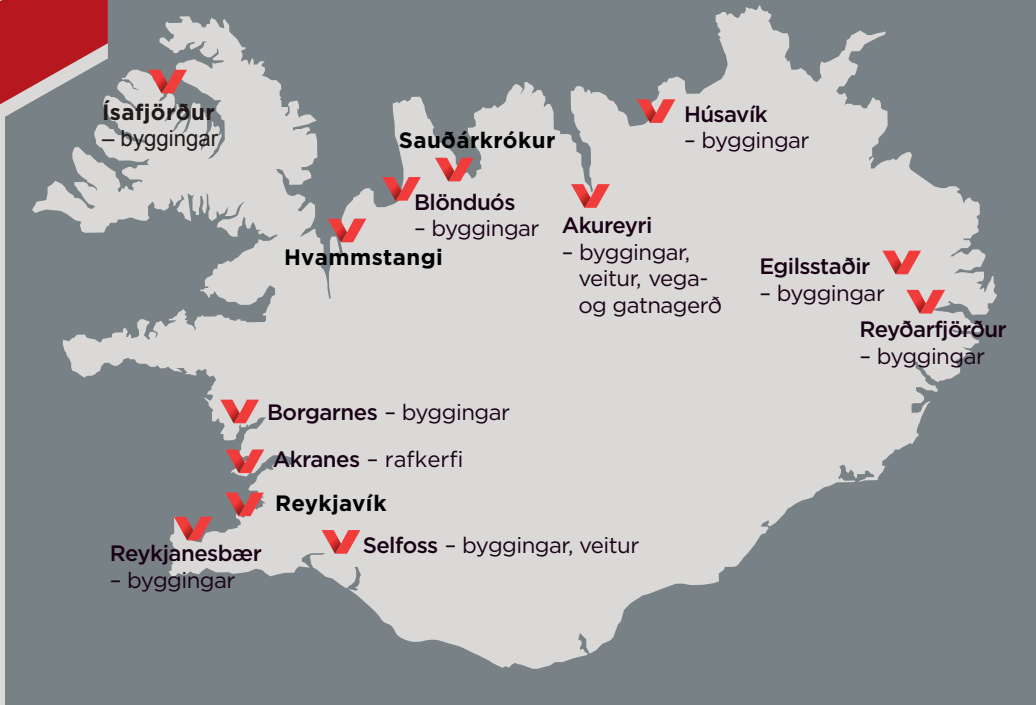 Ísafjörður
– byggingar
Sauðárkrókur
Húsavík
– byggingar
Blönduós
– byggingar
Hvammstangi
Akureyri
– byggingar,
veitur, vega-
og gatnagerð
Egilsstaðir
– byggingar
Reyðarfjörður
– byggingar
Borgarnes – byggingar
Akranes – rafkerfi
Reykjavík
Reykjanesbær
– byggingar
Selfoss – byggingar, veitur